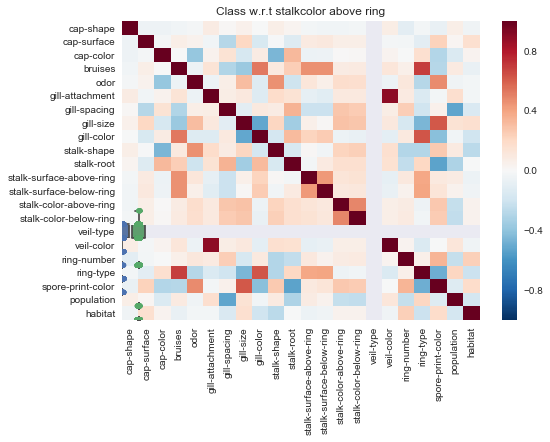 Class w.r.t stalkcolor above ring
cap-shape
cap-surface
cap-color
bruises
odor
gill-attachment
gill-spacing
gill-size
gill-color
stalk-shape
stalk-root
stalk-surface-above-ring
stalk-surface-below-ring
stalk-color-above-ring
stalk-color-below-ring
veil-type
veil-color
ring-number
ring-type
spore-print-color
population
habitat
cap-shape
cap-surface
cap-color
bruises
odor
gill-attachment
gill-spacing
gill-size
gill-color
stalk-shape
stalk-root
stalk-surface-above-ring
stalk-surface-below-ring
stalk-color-above-ring
stalk-color-below-ring
veil-type
veil-color
ring-number
ring-type
spore-print-color
population
habitat
0.8
0.4
0.0
−0.4
−0.8